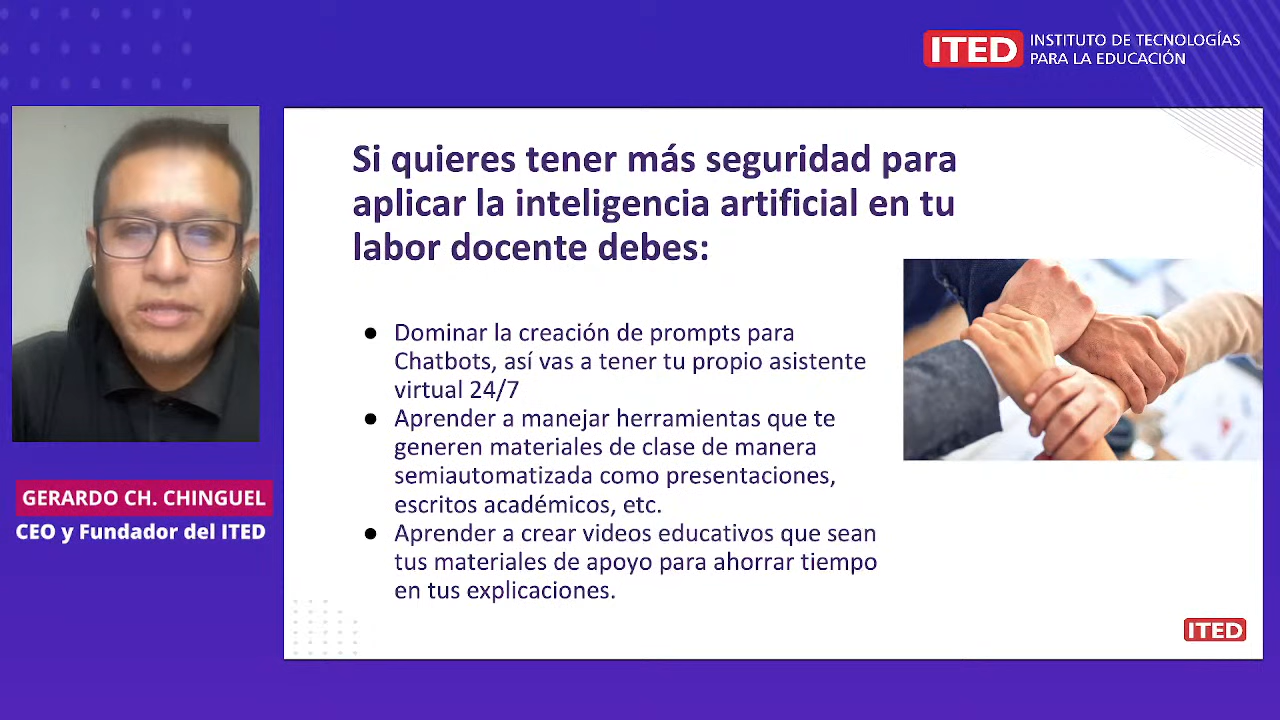 ITED
INSTITUTO DE TECNOLOGÍAS
PARA LA EDUCACIÓN
Si quieres tener más seguridad para
aplicar la inteligencia artificial en tu
labor docente debes:
● Dominar la creación de prompts para
Chatbots, así vas a tener tu propio asistente
virtual 24/7
● Aprender a manejar herramientas que te
generen materiales de clase de manera
semiautomatizada como presentaciones,
escritos académicos, etc.
● Aprender a crear videos educativos que sean
tus materiales de apoyo para ahorrar tiempo
en tus explicaciones.
GERARDO CH. CHINGUEL
CEO y Fundador del ITED
ITED